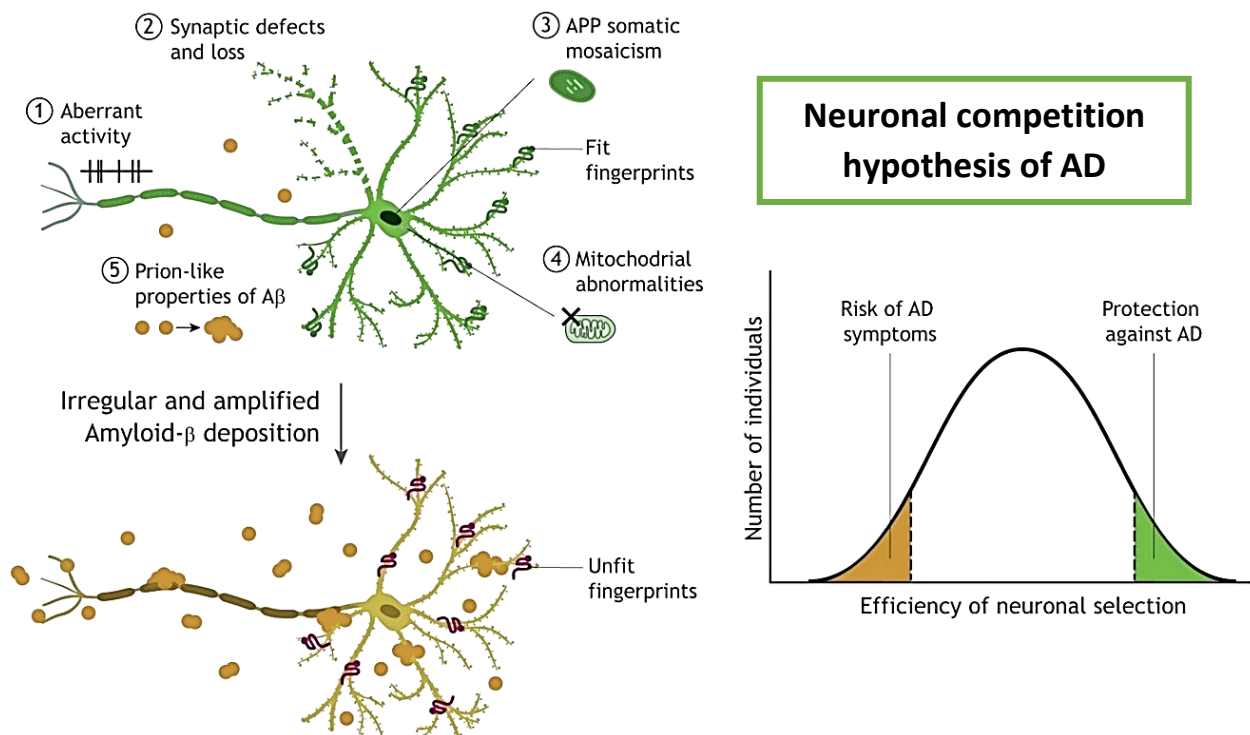 ② Synaptic defects
and loss
③ APP somatic
mosaicism
① Aberrant
activity
Fit
fingerprints
④ Mitochodrial
abnormalities
⑤ Prion-like
properties of Aβ
Irregular and amplified
Amyloid-β deposition
Unfit
fingerprints
Neuronal competition
hypothesis of AD
Risk of AD
symptoms
Protection
against AD
Number of individuals
Efficiency of neuronal selection